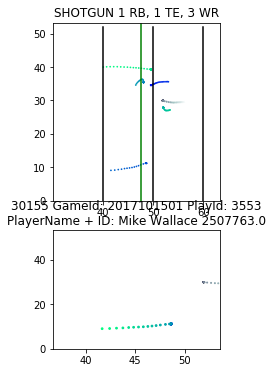 SHOTGUN 1 RB, 1 TE, 3 WR
50
40
30
20
10
0
40 50 60
30155 GameId: 2017101501 PlayId: 3553
PlayerName + ID: Mike Wallace 2507763.0
40
20
0
40 45 50